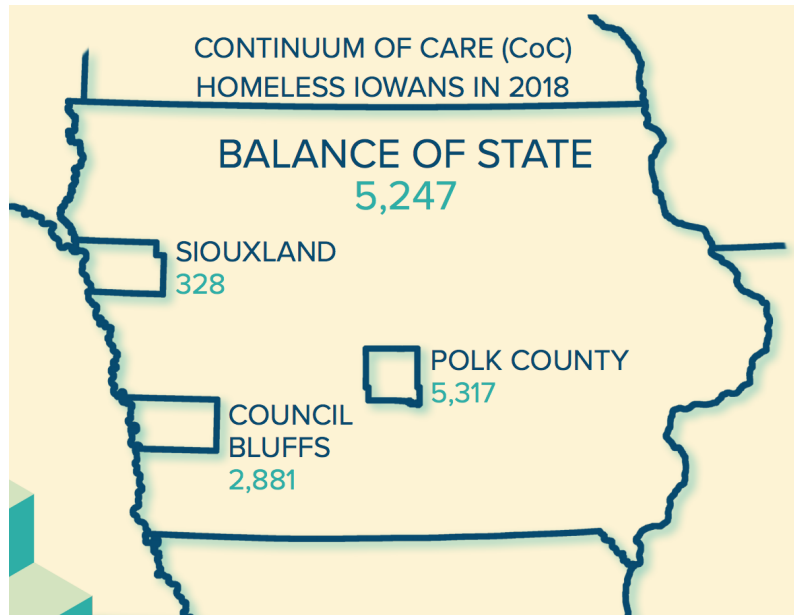 CONTINUUM OF CARE (CoC)
HOMELESS IOWANS IN 2018
BALANCE OF STATE
5,247
SIOUXLAND
328
POLK COUNTY
5,317
COUNCIL
BLUFFS
2,881